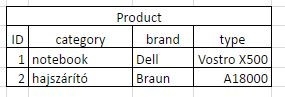 Product
ID category brand type
1 notebook Dell Vostro X500
2 hajszárító Braun A18000